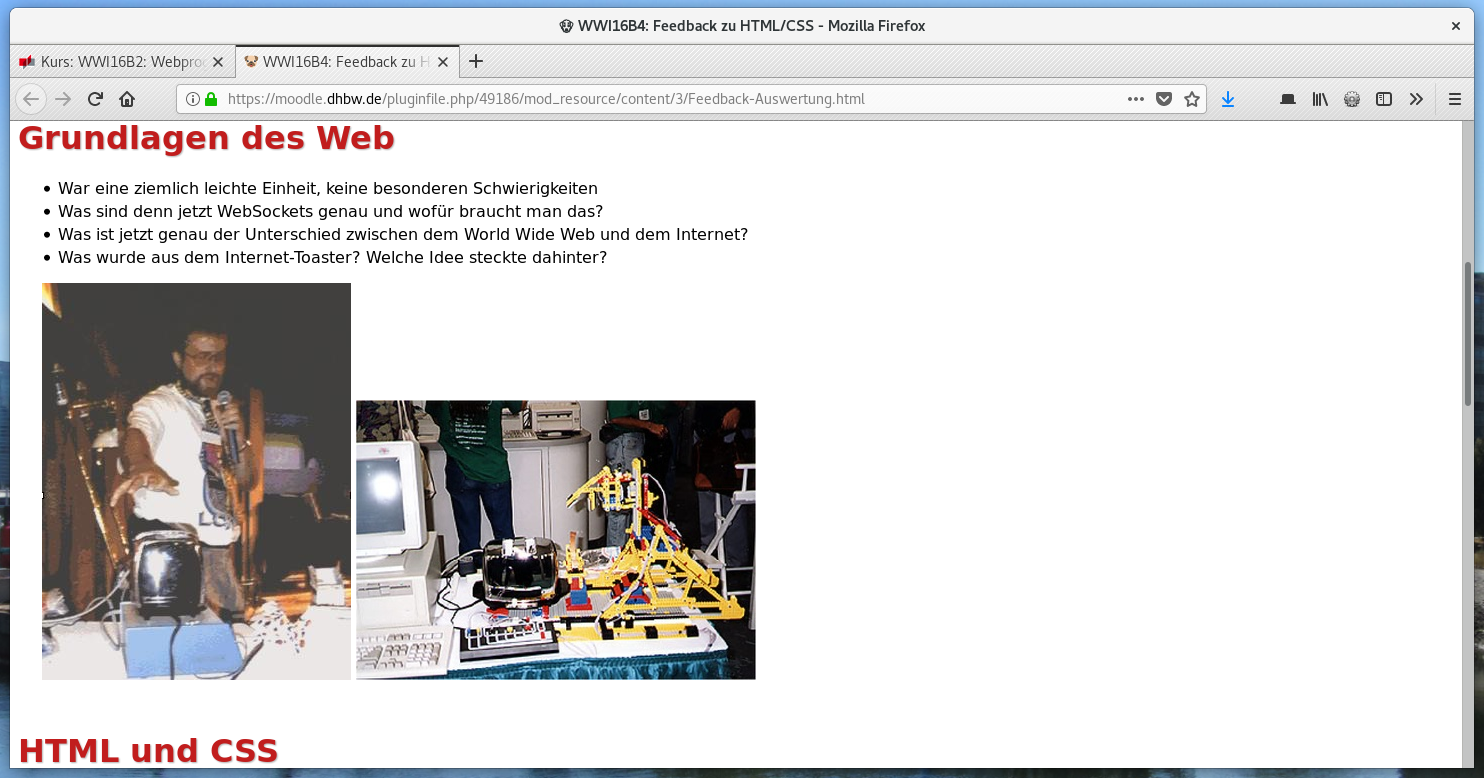 WWI16B4: Feedback zu HTML/CSS - Mozilla Firefox
Kurs: WWI16B2: Webpro
WWI16B4: Feedback zu H
https://moodle.dhbw.de/pluginfile.php/49186/mod_resource/content/3/Feedback-Auswertung.html
Grundlagen des Web
• War eine ziemlich leichte Einheit, keine besonderen Schwierigkeiten
• Was sind denn jetzt WebSockets genau und wofür braucht man das?
• Was ist jetzt genau der Unterschied zwischen dem World Wide Web und dem Internet?
• Was wurde aus dem Internet-Toaster? Welche Idee steckte dahinter?
HTML und CSS